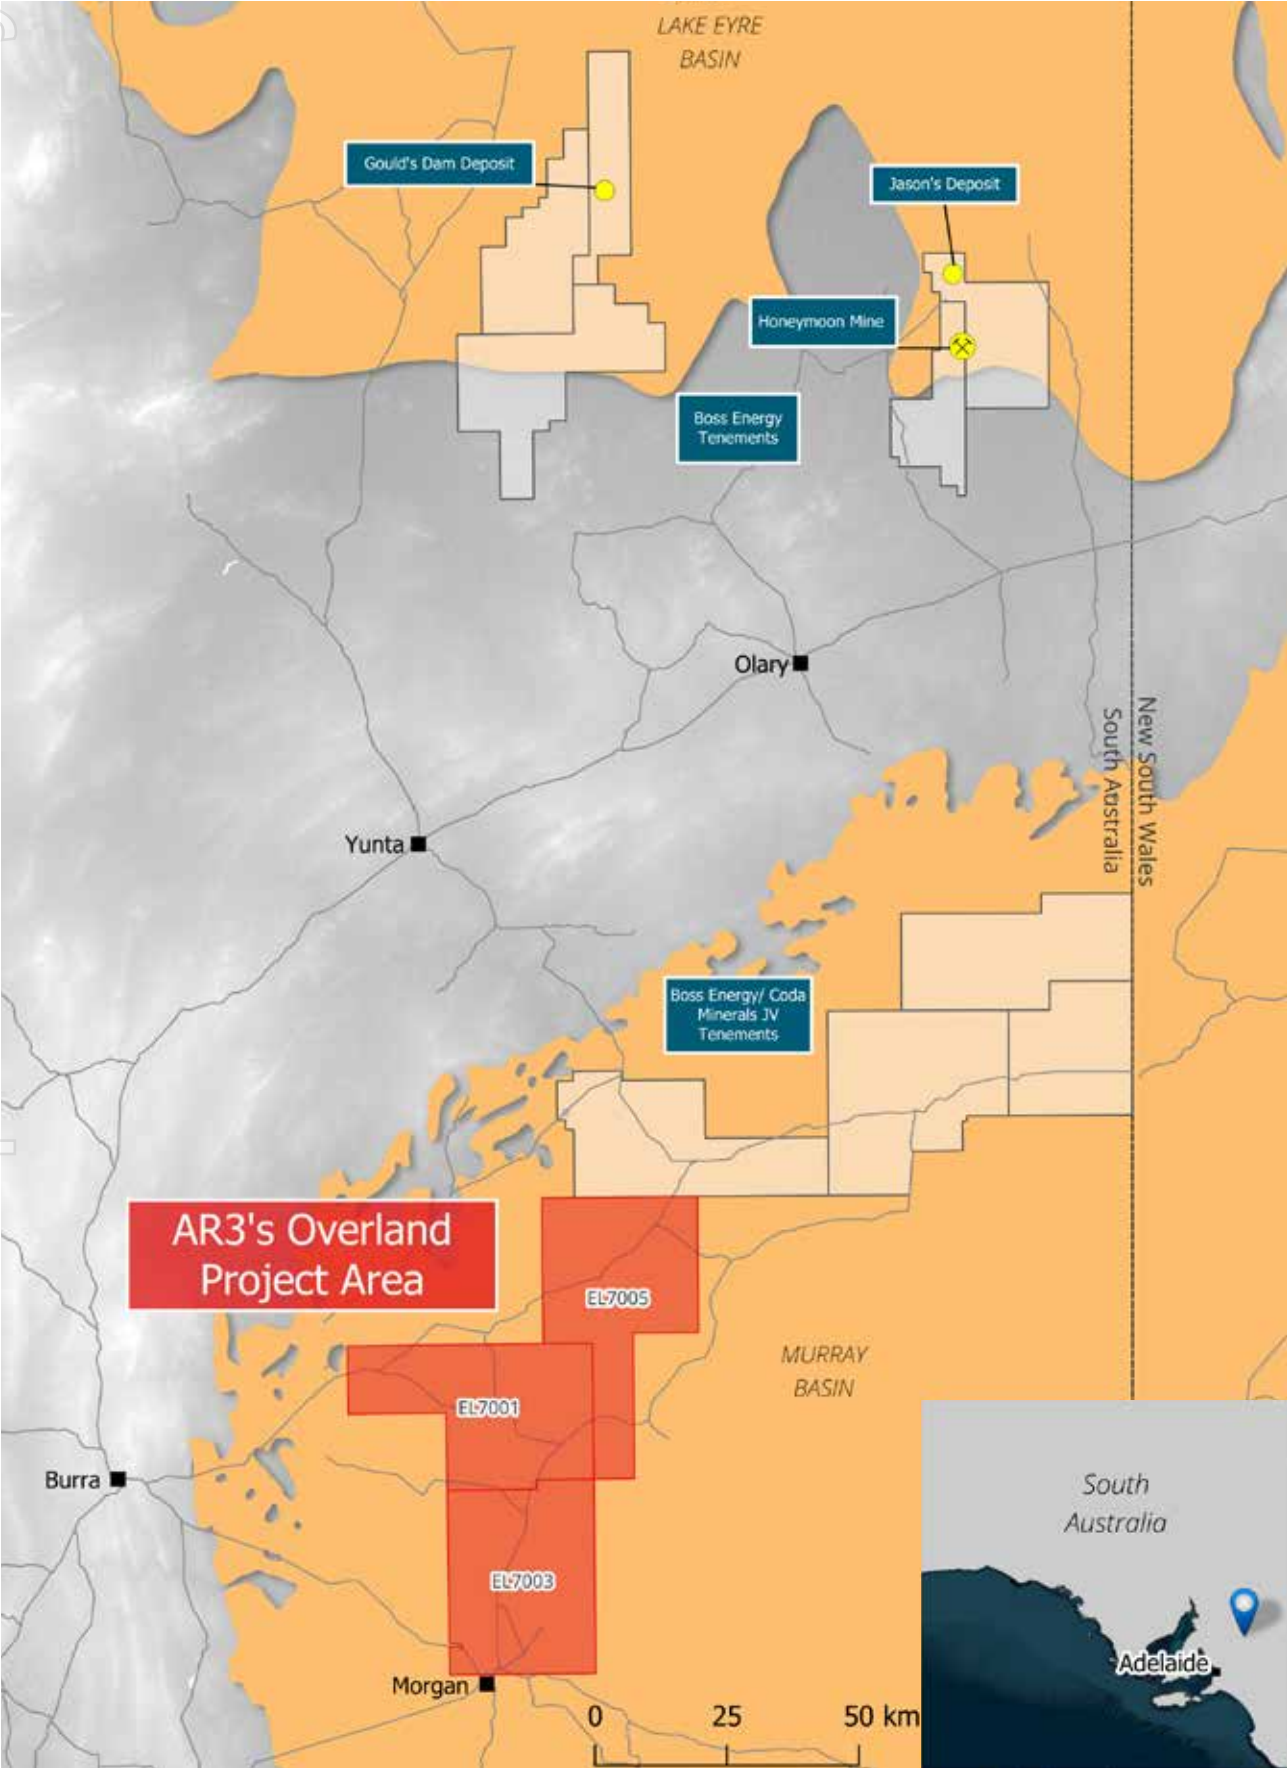 LAKE EYRE
BASIN
Gould's Dam Deposit
Jason's Deposit
Honeymoon Mine
Boss Energy
Tenements
Olary
New South Wales
South Australia
Yunta
Boss Energy/ Coda
Minerals JV
Tenements
AR3's Overland
Project Area
EL7005
MURRAY
BASIN
EL7001
Burra
South
Australia
EL7003
Adelaide
Morgan
0 25 50 km